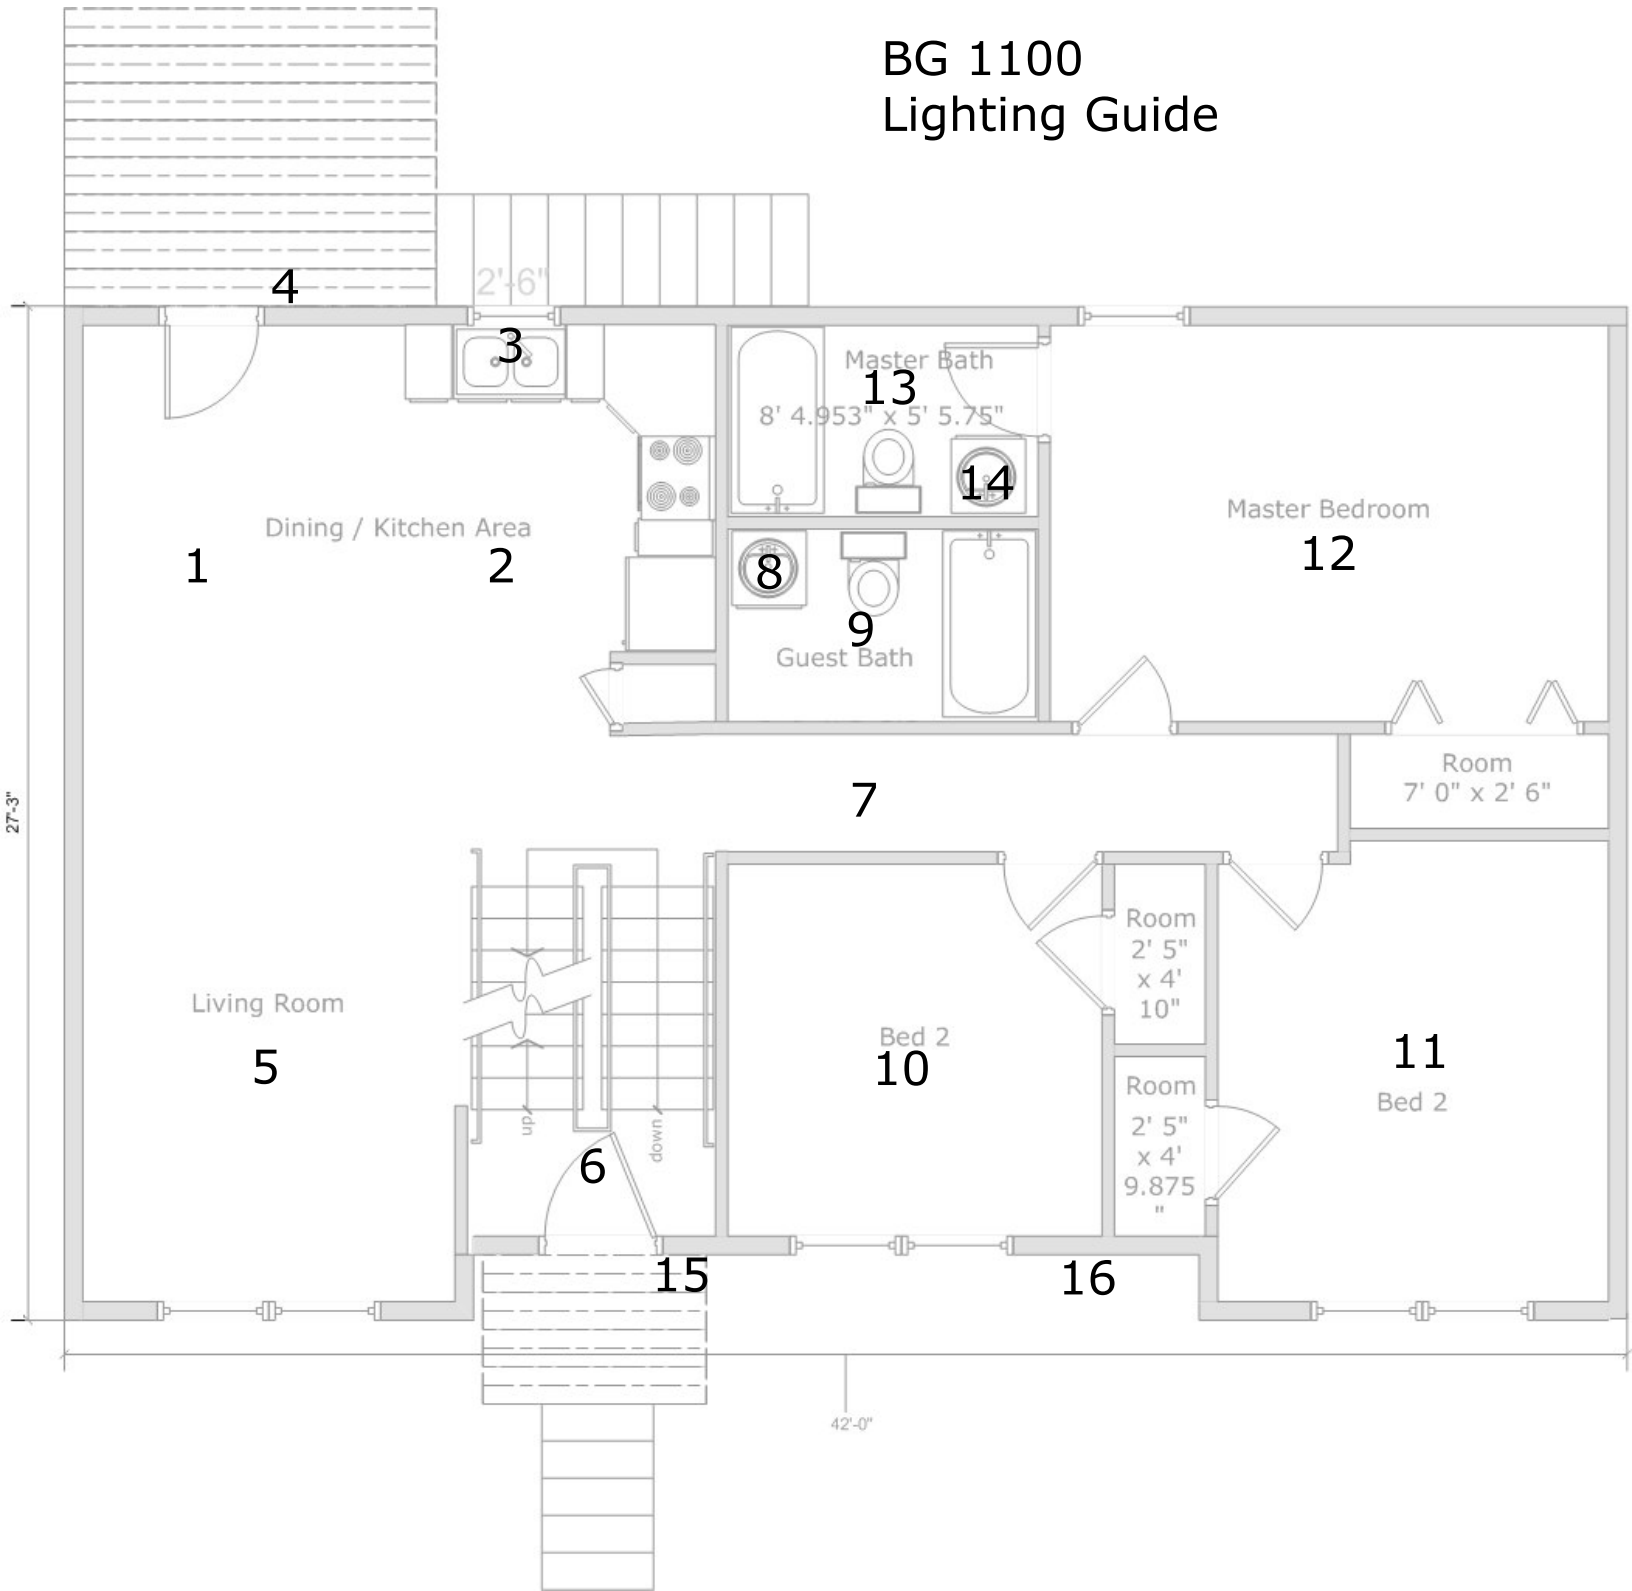 BG 1100
Lighting Guide
4
2'-6"
3
Master Bath
13
8' 4.953" x 5' 5.75"
14
Master Bedroom
12
Dining / Kitchen Area
1
2
8
9
Guest Bath
7
Room
7' 0" x 2' 6"
27'-3"
Room
2' 5"
x 4'
10"
Living Room
5
Bed 2
10
11
Bed 2
Room
2' 5"
x 4'
9.875
"
up
down
6
15
16
42'-0"